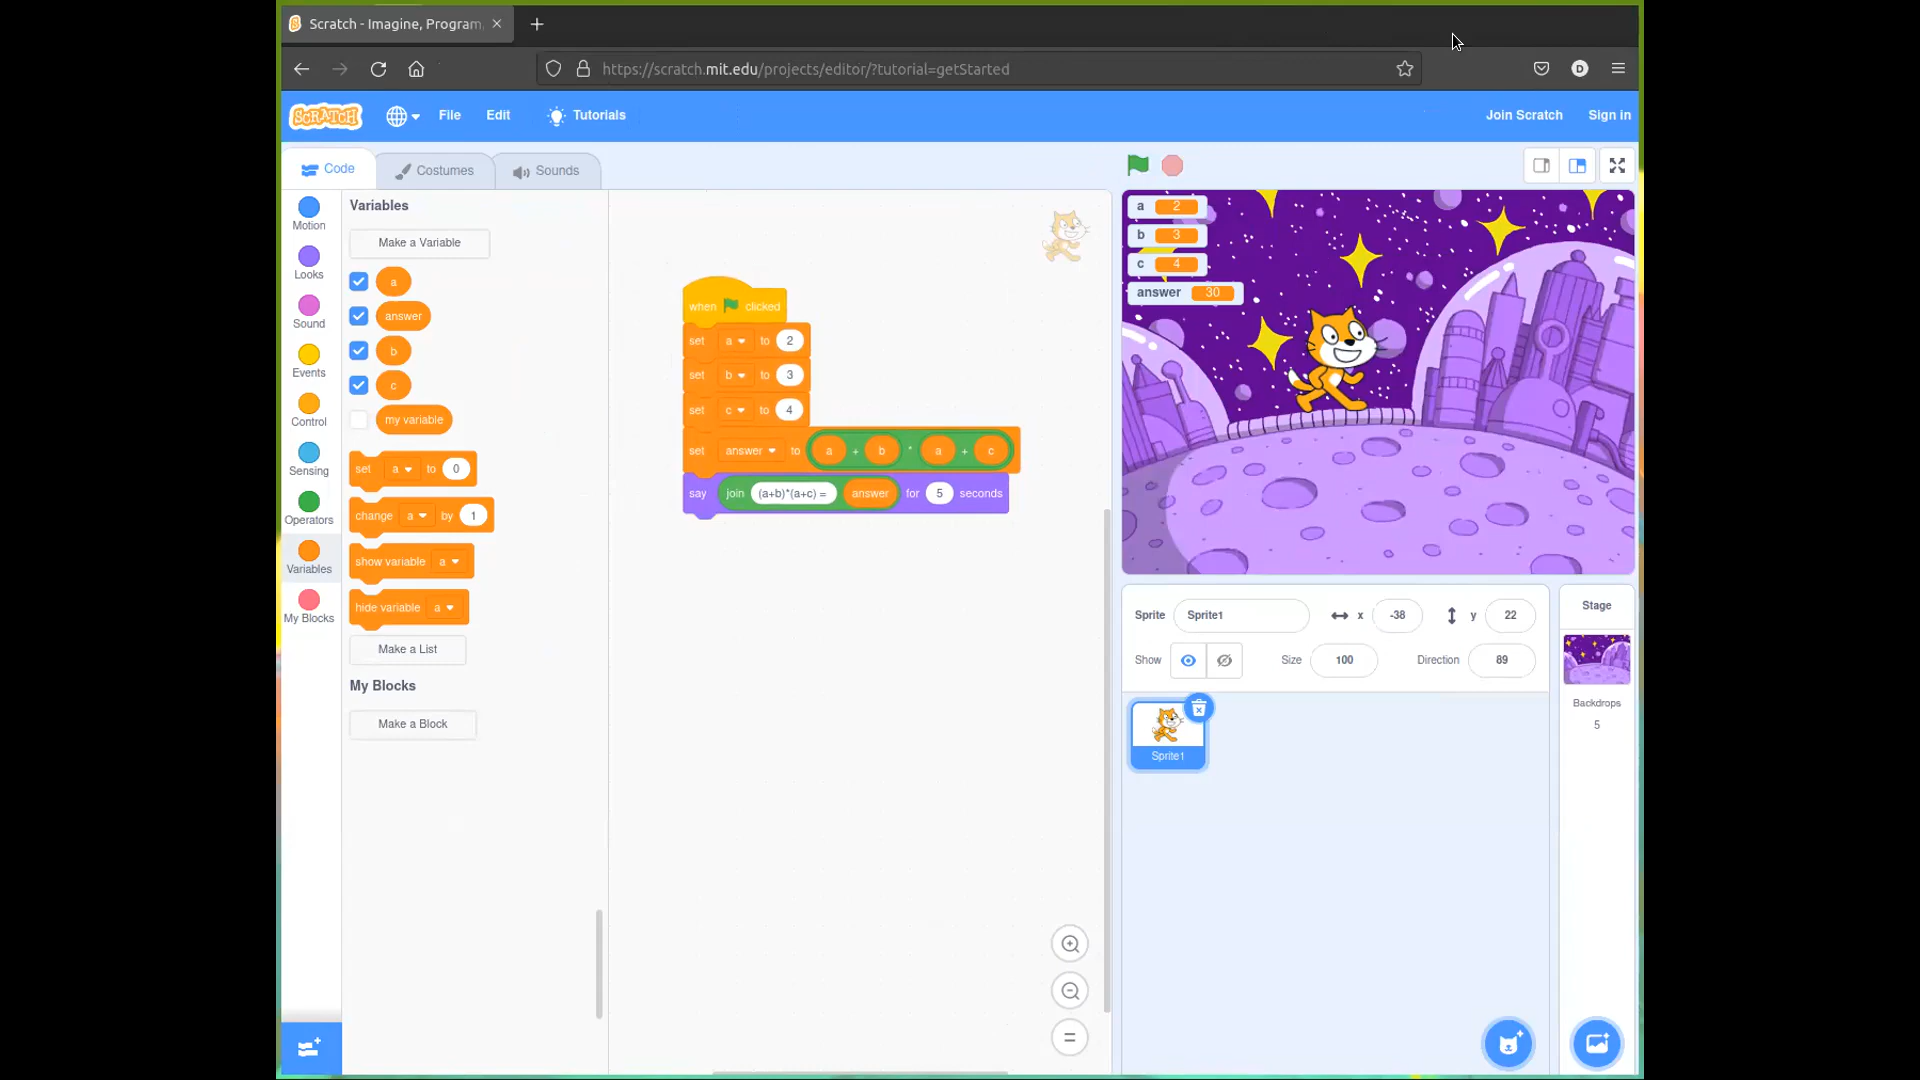 Scratch - Imagine, Program,
https://scratch.mit.edu/projects/editor/?tutorial=getStarted
D
SCRATCH
File
Edit
Tutorials
Join Scratch
Sign in
Code
Costumes
Sounds
Motion
Looks
Sound
Events
Control
Sensing
Operators
Variables
My Blocks
Variables
Make a Variable
a
answer
b
c
my variable
set a to 0
change a by 1
show variable a
hide variable a
Make a List
My Blocks
Make a Block
when clicked
set a to 2
set b to 3
set c to 4
set answer to a + b * a + c
say join (a+b)*(a+c) = answer for 5 seconds
a 2
b 3
c 4
answer 30
Sprite Sprite1 x -38 y 22
Show Size 100 Direction 89
Sprite1
Stage
Backdrops
5